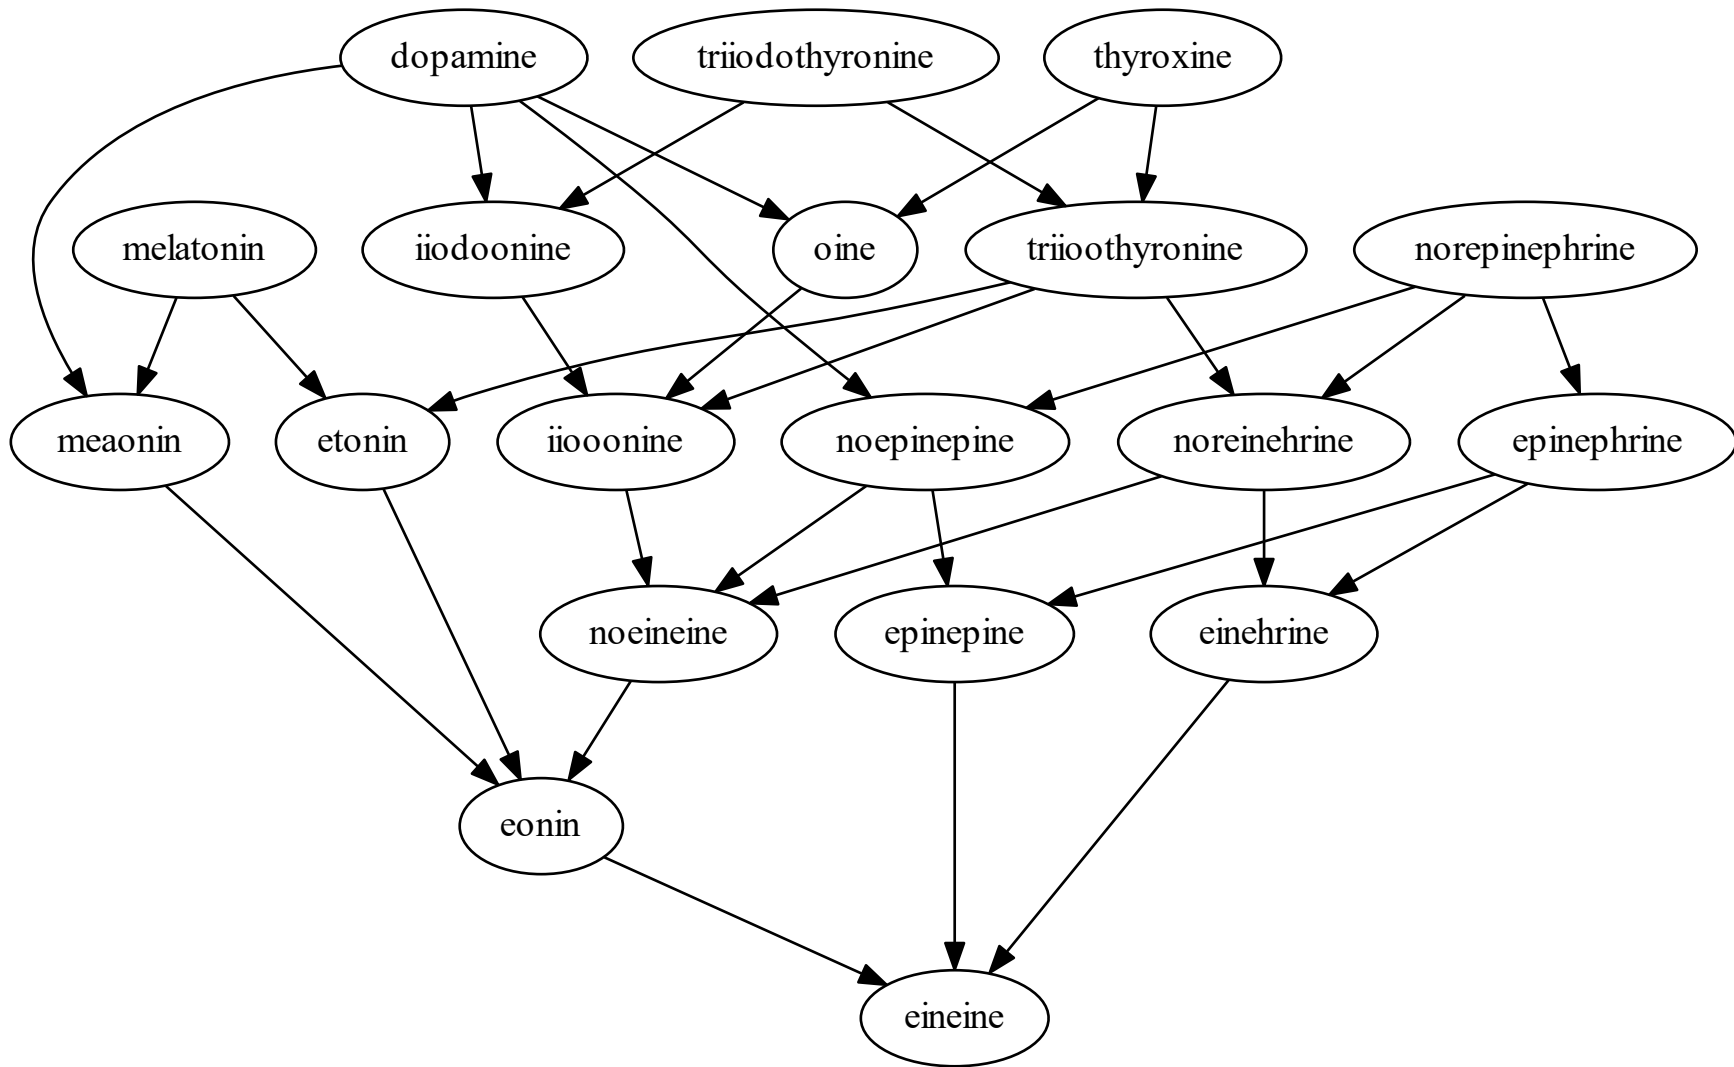 dopamine
triiodothyronine
thyroxine
melatonin
iiodoonine
oine
triioothyronine
norepinephrine
meaonin
etonin
iiooonine
noepinepine
noreinehrine
epinephrine
noeineine
epinepine
einehrine
eonin
eineine